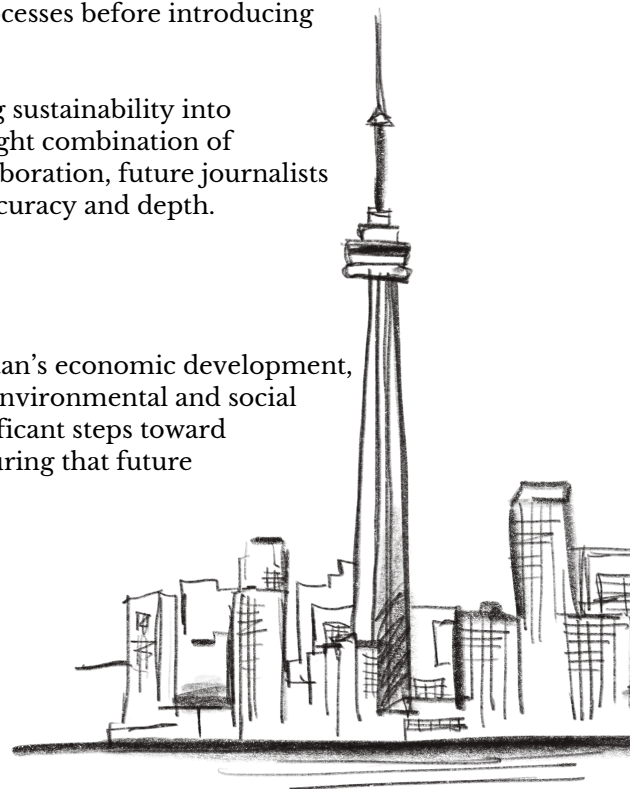 cesses before introducing
sustainability into
ght combination of
boration, future journalists
curacy and depth.
an's economic development,
nvironmental and social
ficant steps toward
uring that future